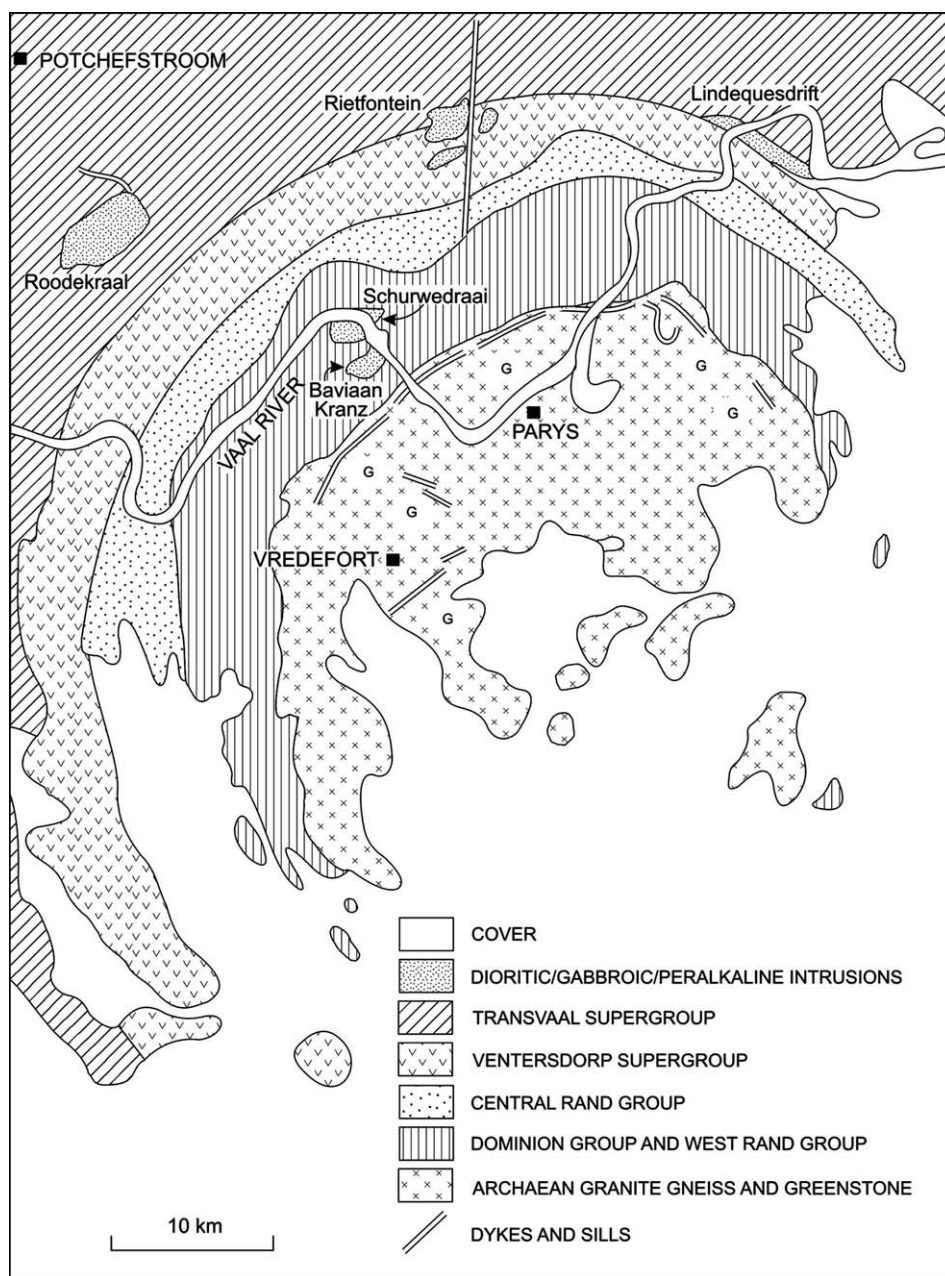 POTCHEFSTROOM
Rietfontein
Lindequesdrift
Roodekraal
Schurwedraai
Baviaan
Kranz
VAAL RIVER
G
G
G
PARYS
G
G
VREDEFORT
G
COVER
DIORITIC/GABBROIC/PERALKALINE INTRUSIONS
TRANSVAAL SUPERGROUP
VENTERSDORP SUPERGROUP
CENTRAL RAND GROUP
DOMINION GROUP AND WEST RAND GROUP
ARCHAEAN GRANITE GNEISS AND GREENSTONE
DYKES AND SILLS
10 km